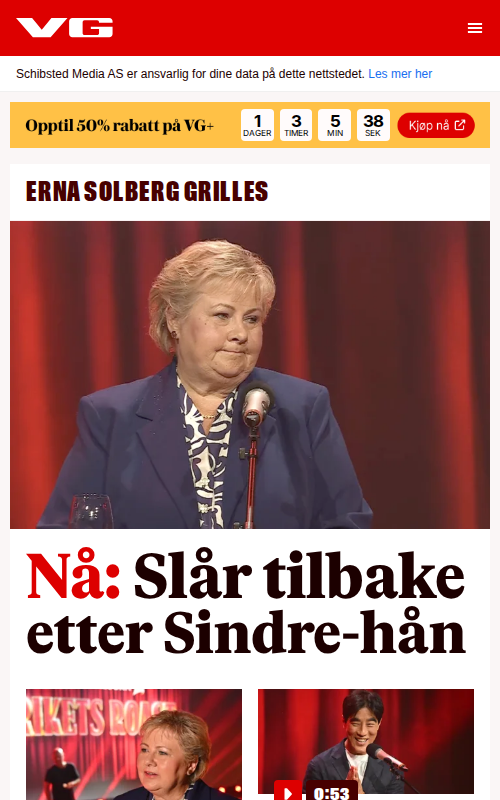 VG
Schibsted Media AS er ansvarlig for dine data på dette nettstedet. Les mer her
Opptil 50% rabatt på VG+
1 3 5 38
DAGER TIMER MIN SEK
Kjøp nå
ERNA SOLBERG GRILLES
Nå: Slår tilbake
etter Sindre-hån
RIKETS ROAST
0:53